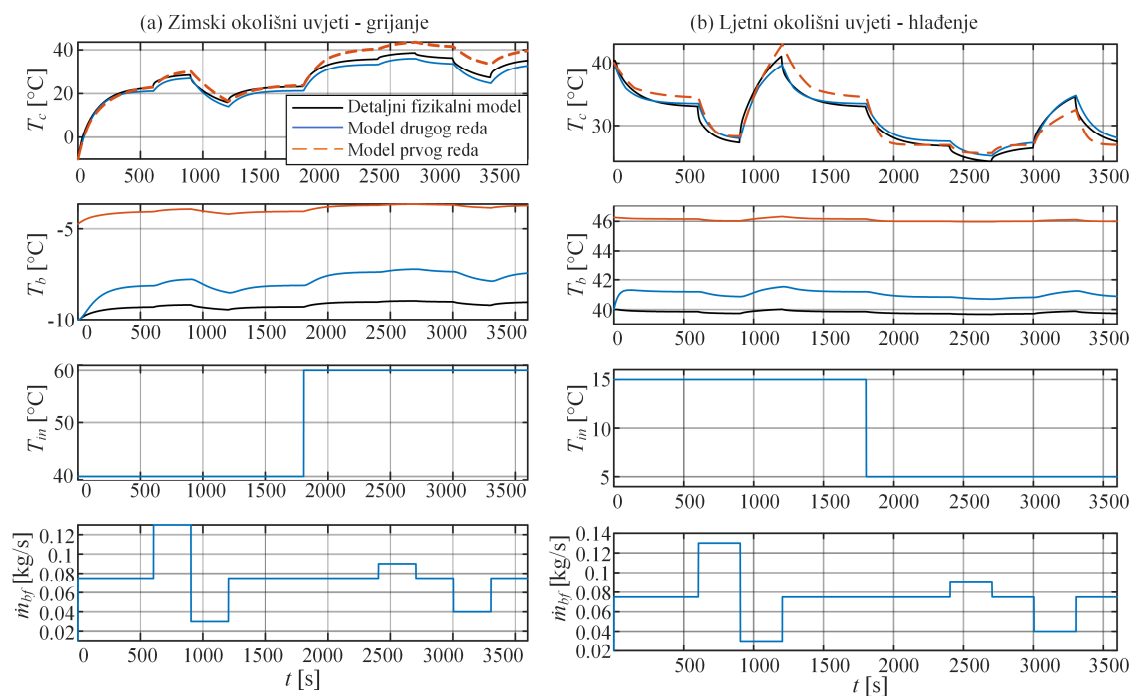 (a) Zimski okolišni uvjeti - grijanje
T_c [°C]
40
20
0
Detaljni fizikalni model
Model drugog reda
Model prvog reda
0 500 1000 1500 2000 2500 3000 3500
T_b [°C]
-5
-10
0 500 1000 1500 2000 2500 3000 3500
T_in [°C]
60
50
40
0 500 1000 1500 2000 2500 3000 3500
ṁ_bf [kg/s]
0.12
0.1
0.08
0.06
0.04
0.02
0 500 1000 1500 2000 2500 3000 3500
t [s]
(b) Ljetni okolišni uvjeti - hlađenje
T_c [°C]
40
30
0 500 1000 1500 2000 2500 3000 3500
T_b [°C]
46
44
42
40
0 500 1000 1500 2000 2500 3000 3500
T_in [°C]
15
10
5
0 500 1000 1500 2000 2500 3000 3500
ṁ_bf [kg/s]
0.14
0.12
0.1
0.08
0.06
0.04
0.02
0 500 1000 1500 2000 2500 3000 3500
t [s]